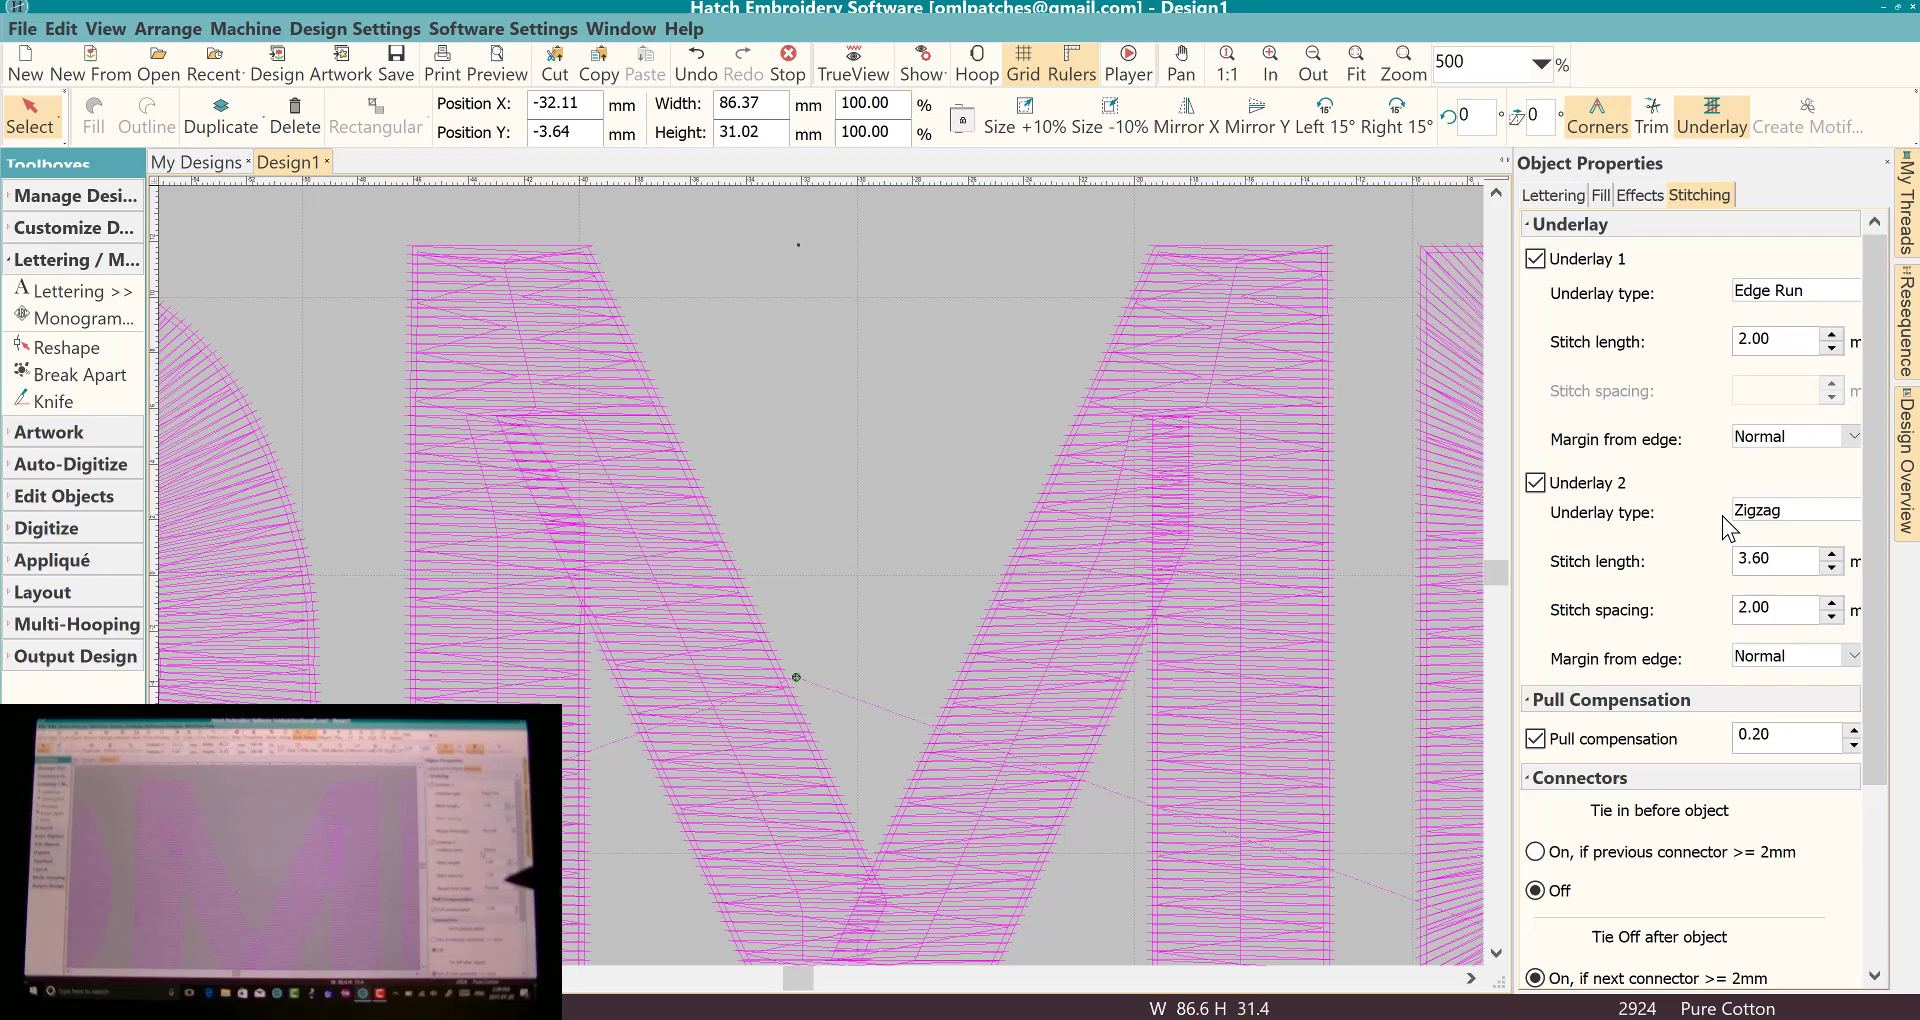 Hatch Embroidery Software [omlpatches@gmail.com] - Design1
File Edit View Arrange Machine Design Settings Software Settings Window Help
New New From Open Recent Design Artwork Save Print Preview Cut Copy Paste Undo Redo Stop TrueView Show Hoop Grid Rulers Player Pan 1:1 In Out Fit Zoom 500 %
Select Fill Outline Duplicate Delete Rectangular
Position X: -32.11 mm Width: 86.37 mm 100.00 %
Position Y: -3.64 mm Height: 31.02 mm 100.00 %
Size +10% Size -10% Mirror X Mirror Y Left 15° Right 15° 0 ° 0 ° Corners Trim Underlay Create Motif...
Toolboxes
My Designs Design1
Manage Desi...
Customize D...
Lettering / M...
Lettering >>
Monogram...
Reshape
Break Apart
Knife
Artwork
Auto-Digitize
Edit Objects
Digitize
Appliqué
Layout
Multi-Hooping
Output Design
Object Properties
Lettering Fill Effects Stitching
Underlay
Underlay 1
Underlay type: Edge Run
Stitch length: 2.00 m
Stitch spacing: m
Margin from edge: Normal
Underlay 2
Underlay type: Zigzag
Stitch length: 3.60 m
Stitch spacing: 2.00 m
Margin from edge: Normal
Pull Compensation
Pull compensation 0.20
Connectors
Tie in before object
On, if previous connector >= 2mm
Off
Tie Off after object
On, if next connector >= 2mm
My Threads
Resequence
Design Overview
W 86.6 H 31.4
2924 Pure Cotton